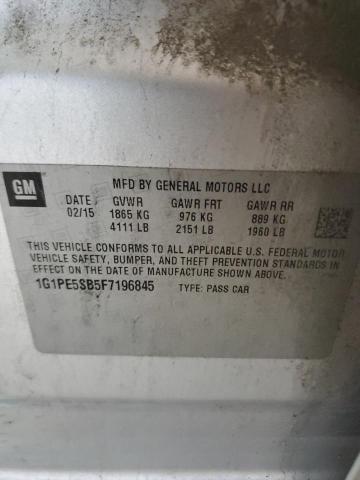 GM
MFD BY GENERAL MOTORS LLC
DATE GVWR GAWR FRT GAWR RR
02/15 1865 KG 976 KG 889 KG
4111 LB 2151 LB 1960 LB
THIS VEHICLE CONFORMS TO ALL APPLICABLE U.S. FEDERAL MOTOR
VEHICLE SAFETY, BUMPER, AND THEFT PREVENTION STANDARDS
IN EFFECT ON THE DATE OF MANUFACTURE SHOWN ABOVE.
1G1PE5SB5F7196845 TYPE: PASS CAR